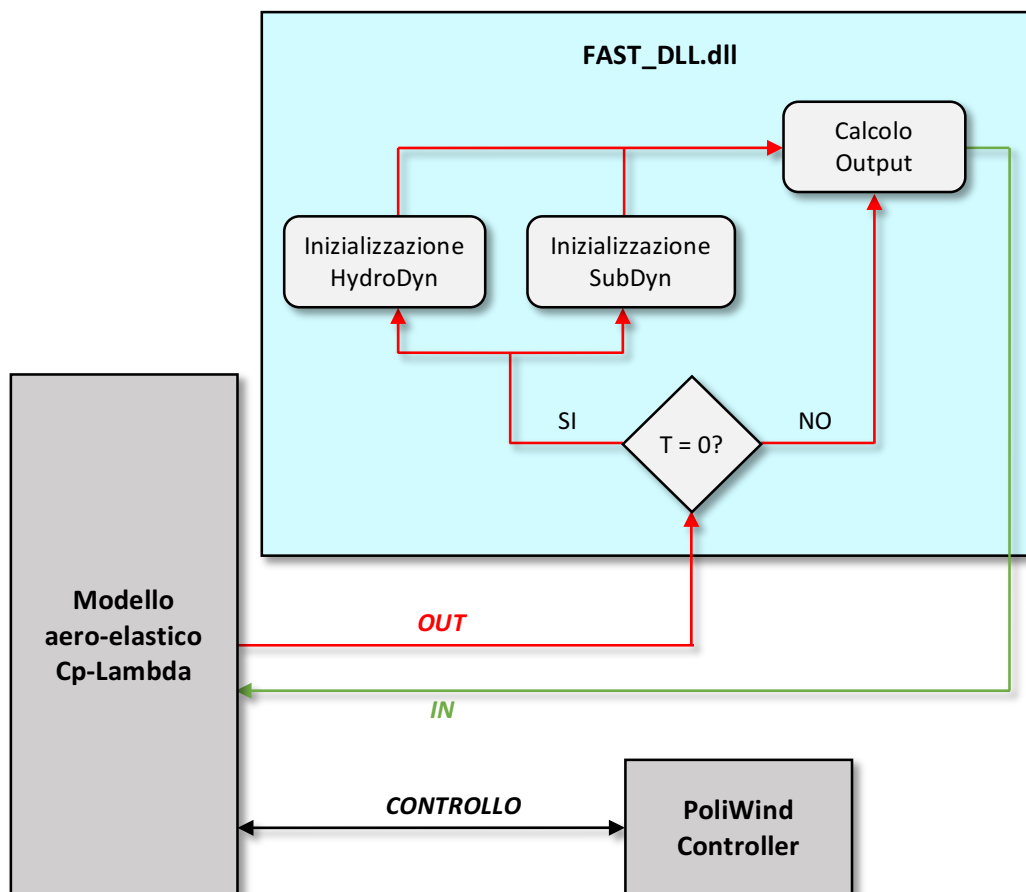 FAST_DLL.dll
Calcolo
Output
Inizializzazione
HydroDyn
Inizializzazione
SubDyn
SI
T = 0?
NO
Modello
aero-elastico
Cp-Lambda
OUT
IN
CONTROLLO
PoliWind
Controller